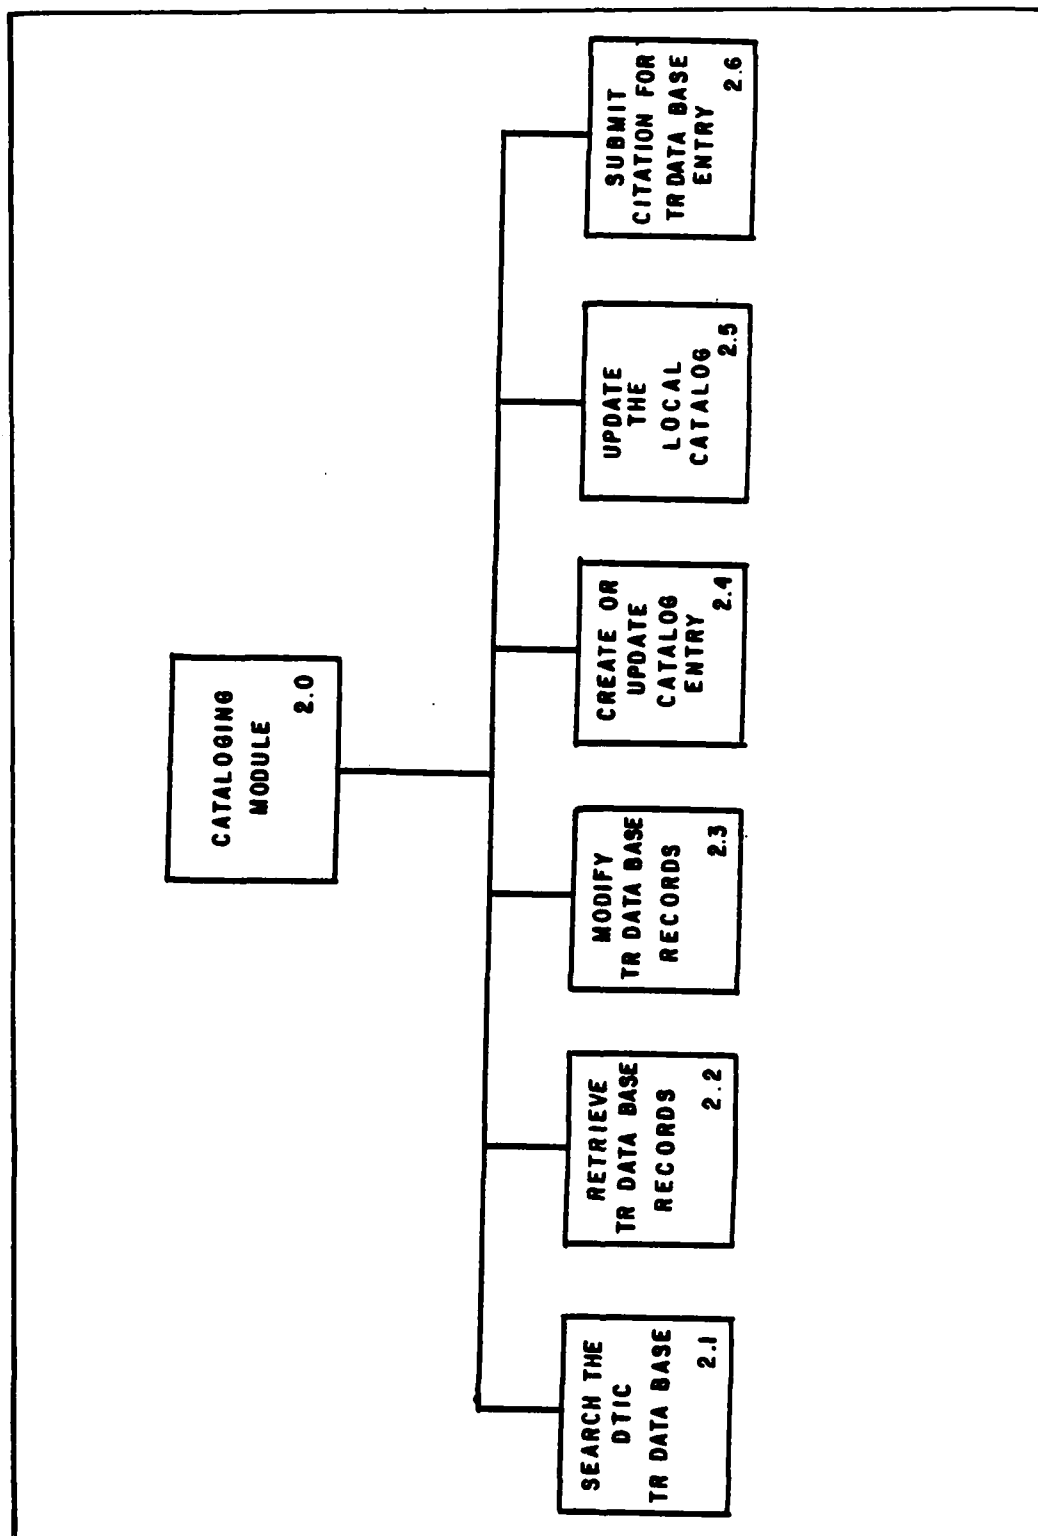 CATALOGING
MODULE
2.0
SEARCH THE
DTIC
TR DATA BASE
2.1
RETRIEVE
TR DATA BASE
RECORDS
2.2
MODIFY
TR DATA BASE
RECORDS
2.3
CREATE OR
UPDATE
CATALOG
ENTRY
2.4
UPDATE
THE
LOCAL
CATALOG
2.5
SUBMIT
CITATION FOR
TR DATA BASE
ENTRY
2.6